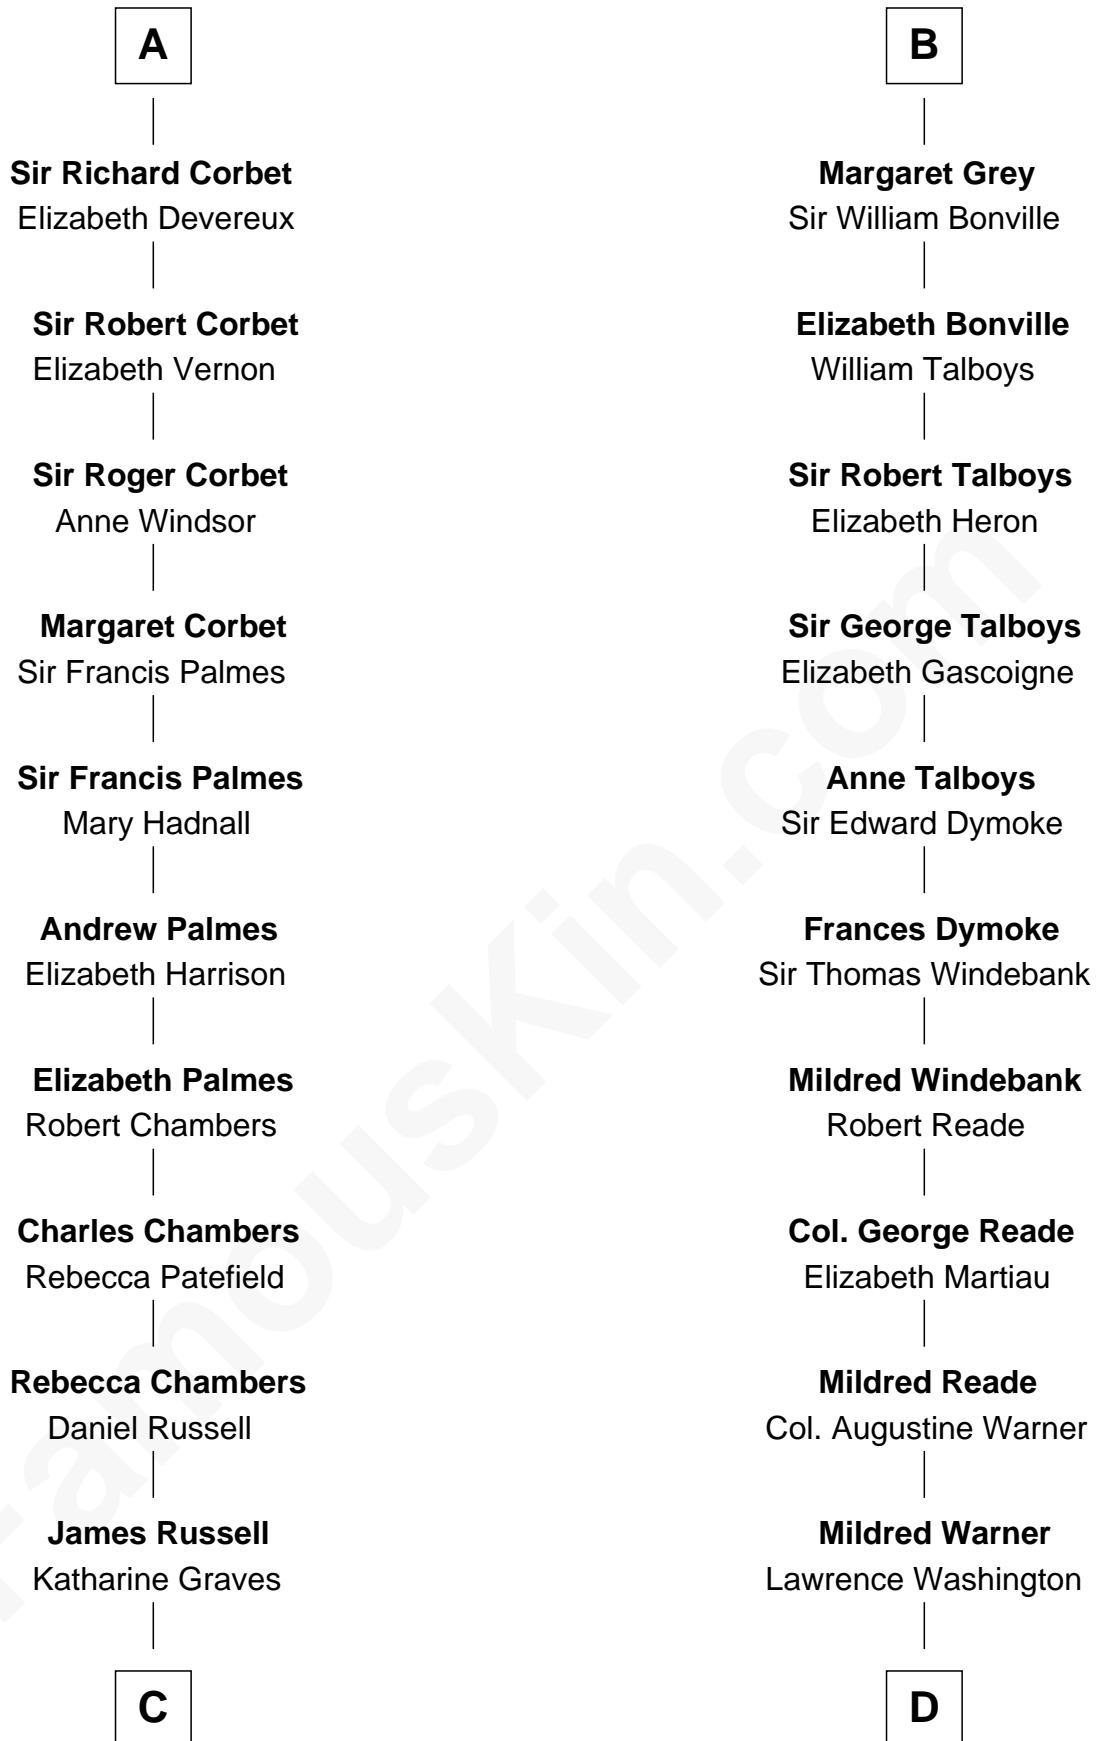 A
Sir Richard Corbet
Elizabeth Devereux
Sir Robert Corbet
Elizabeth Vernon
Sir Roger Corbet
Anne Windsor
Margaret Corbet
Sir Francis Palmes
Sir Francis Palmes
Mary Hadnall
Andrew Palmes
Elizabeth Harrison
Elizabeth Palmes
Robert Chambers
Charles Chambers
Rebecca Patefield
Rebecca Chambers
Daniel Russell
James Russell
Katharine Graves
C
B
Margaret Grey
Sir William Bonville
Elizabeth Bonville
William Talboys
Sir Robert Talboys
Elizabeth Heron
Sir George Talboys
Elizabeth Gascoigne
Anne Talboys
Sir Edward Dymoke
Frances Dymoke
Sir Thomas Windebank
Mildred Windebank
Robert Reade
Col. George Reade
Elizabeth Martiau
Mildred Reade
Col. Augustine Warner
Mildred Warner
Lawrence Washington
D
FamousKin.com